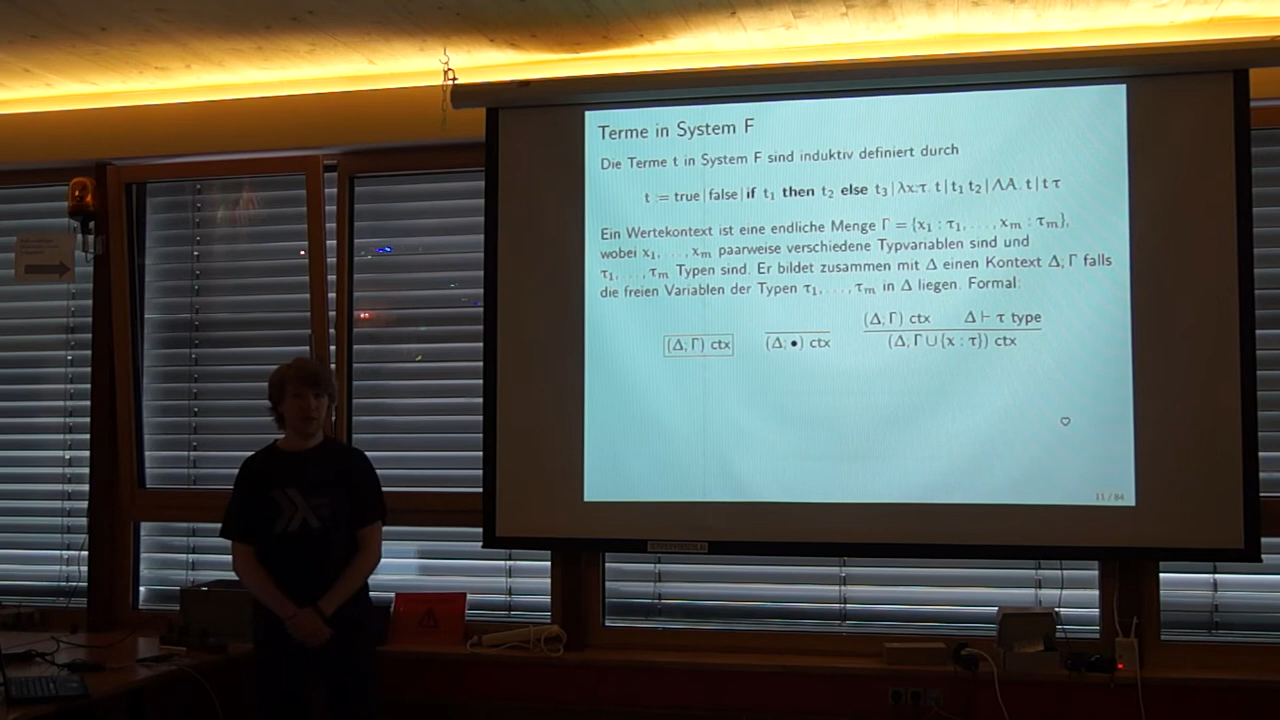 Terme in System F
Die Terme t in System F sind induktiv definiert durch
t := true | false | if t₁ then t₂ else t₃ | λx:τ. t | t₁ t₂ | ΛA. t | t τ
Ein Wertekontext ist eine endliche Menge Γ = {x₁ : τ₁, . . . , xₘ : τₘ},
wobei x₁, . . . , xₘ paarweise verschiedene Typvariablen sind und
τ₁, . . . , τₘ Typen sind. Er bildet zusammen mit Δ einen Kontext Δ; Γ falls
die freien Variablen der Typen τ₁, . . . , τₘ in Δ liegen. Formal:
(Δ; Γ) ctx Δ ⊢ τ type
(Δ; Γ) ctx (Δ; •) ctx (Δ; Γ ∪ {x : τ}) ctx
♡
11 / 84